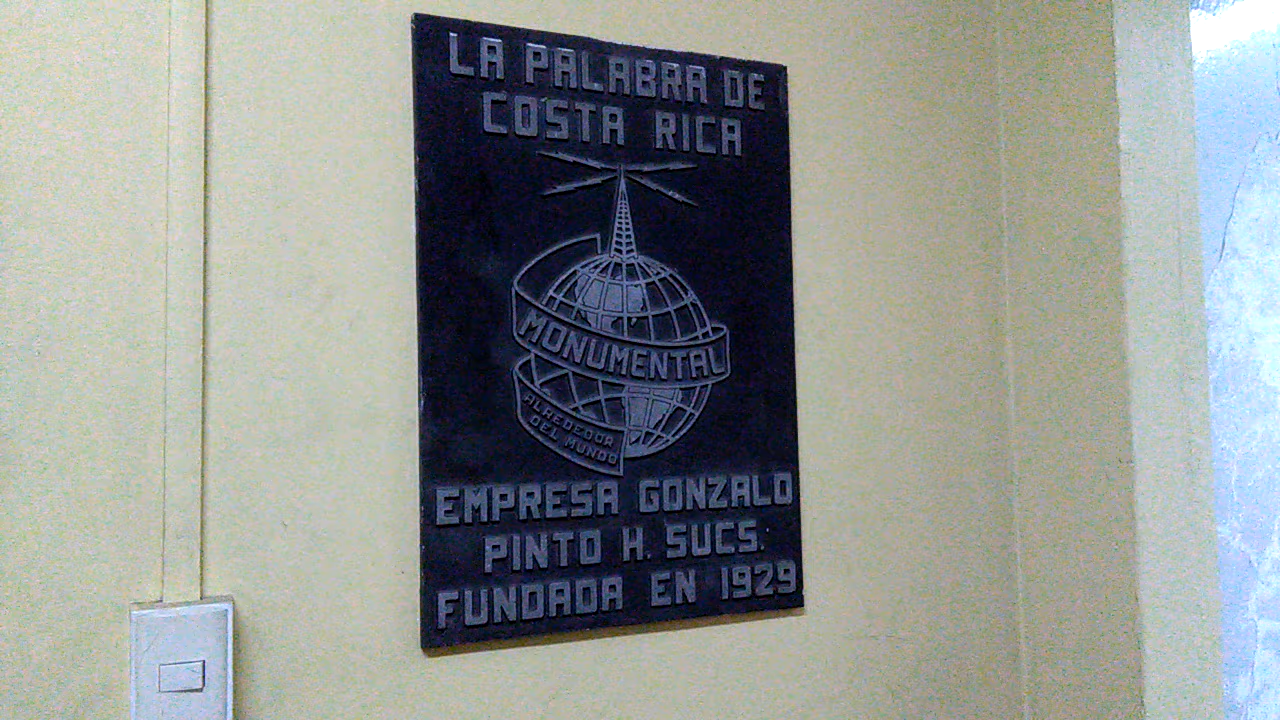 LA PALABRA DE
COSTA RICA
MONUMENTAL
ALREDEDOR
DEL MUNDO
EMPRESA GONZALO
PINTO H. SUCS.
FUNDADA EN 1929